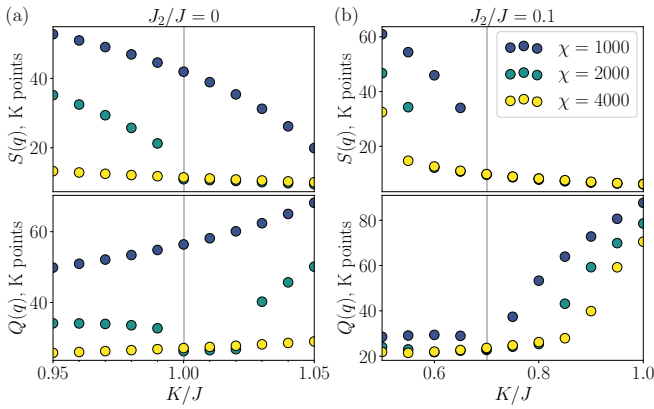 (a)
J₂/J = 0
S(q), K points
40
20
Q(q), K points
60
40
0.95
1.00
1.05
K/J
(b)
J₂/J = 0.1
S(q), K points
60
40
20
χ = 1000
χ = 2000
χ = 4000
Q(q), K points
80
60
40
20
0.6
0.8
1.0
K/J